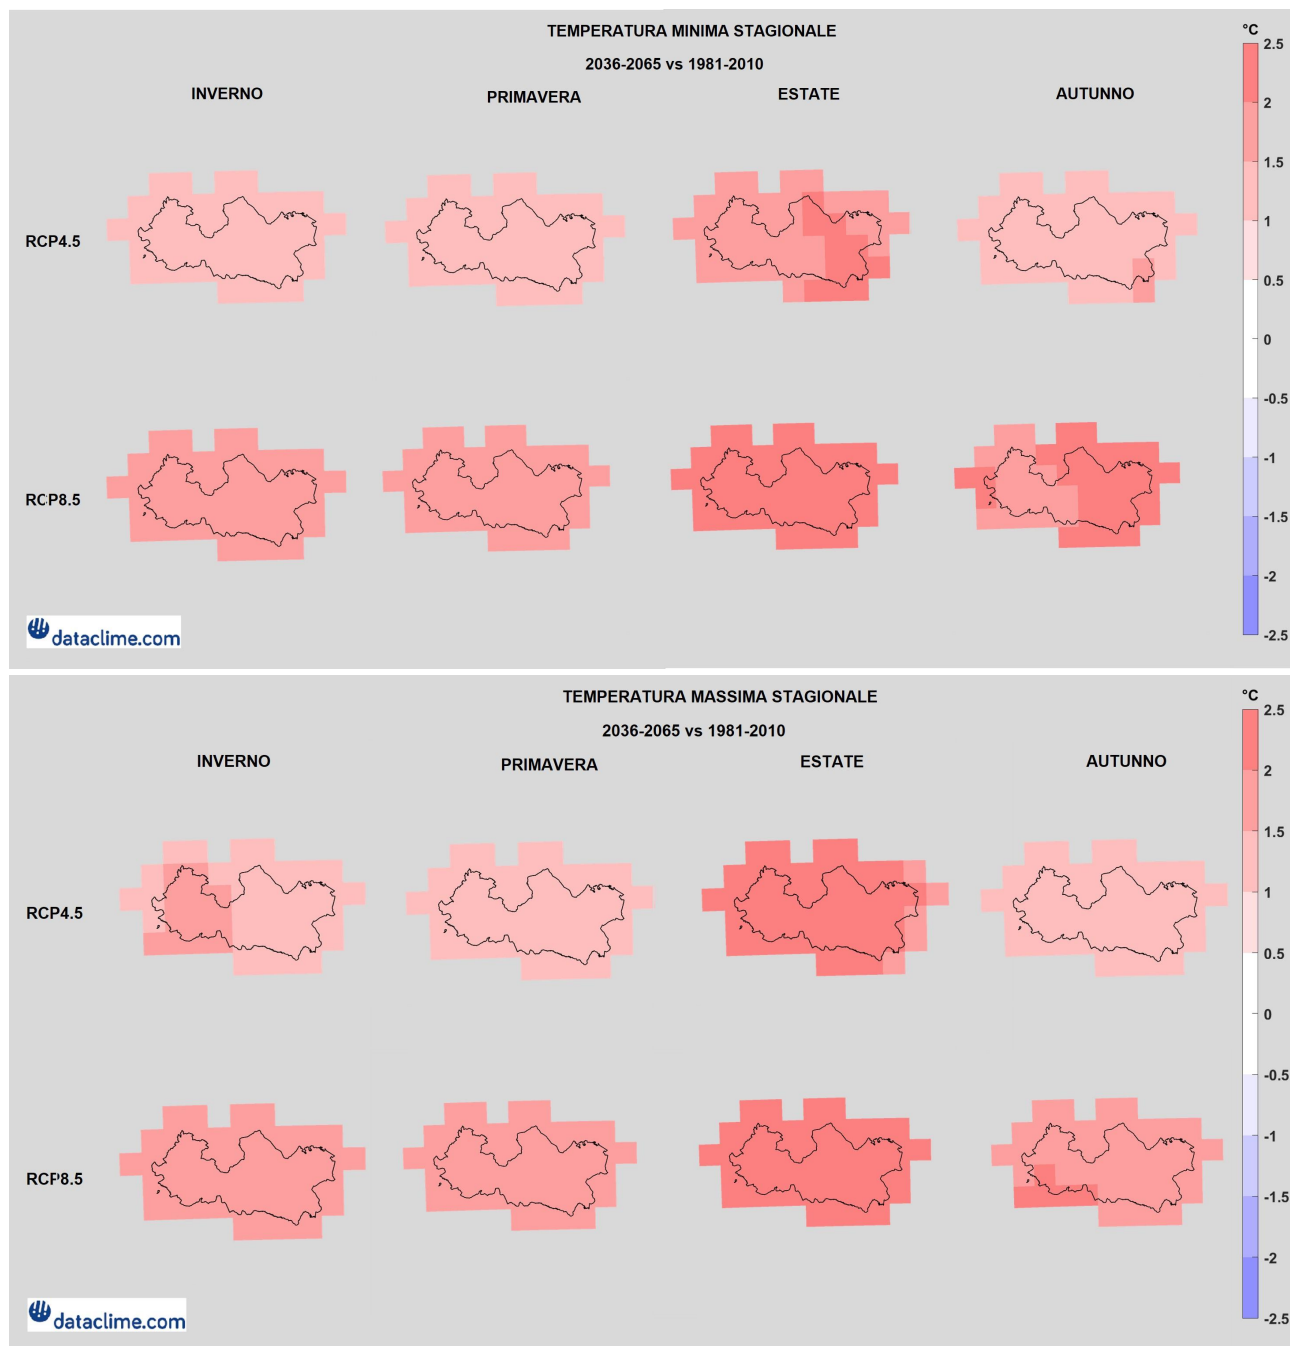 TEMPERATURA MINIMA STAGIONALE
2036-2065 vs 1981-2010
°C
INVERNO
PRIMAVERA
ESTATE
AUTUNNO
RCP4.5
RCP8.5
2.5
2
1.5
1
0.5
0
-0.5
-1
-1.5
-2
-2.5
dataclime.com
TEMPERATURA MASSIMA STAGIONALE
2036-2065 vs 1981-2010
°C
INVERNO
PRIMAVERA
ESTATE
AUTUNNO
RCP4.5
RCP8.5
2.5
2
1.5
1
0.5
0
-0.5
-1
-1.5
-2
-2.5
dataclime.com